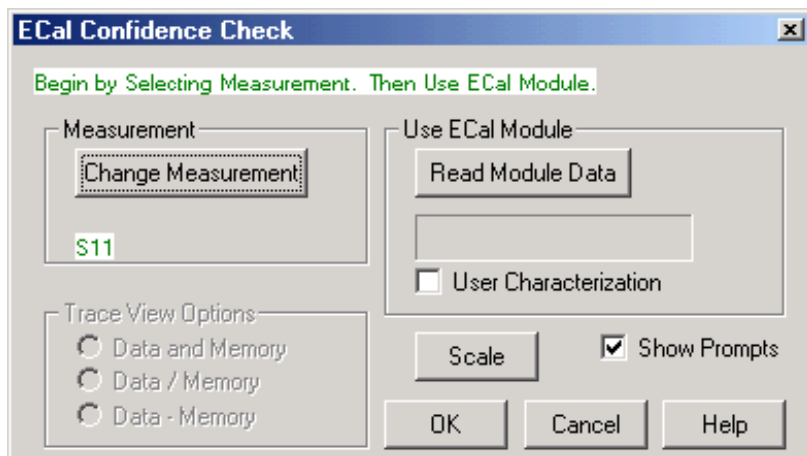 ECal Confidence Check
Begin by Selecting Measurement. Then Use ECal Module.
Measurement
Change Measurement
S11
Use ECal Module
Read Module Data
User Characterization
Trace View Options
Data and Memory
Data / Memory
Data - Memory
Scale
Show Prompts
OK
Cancel
Help